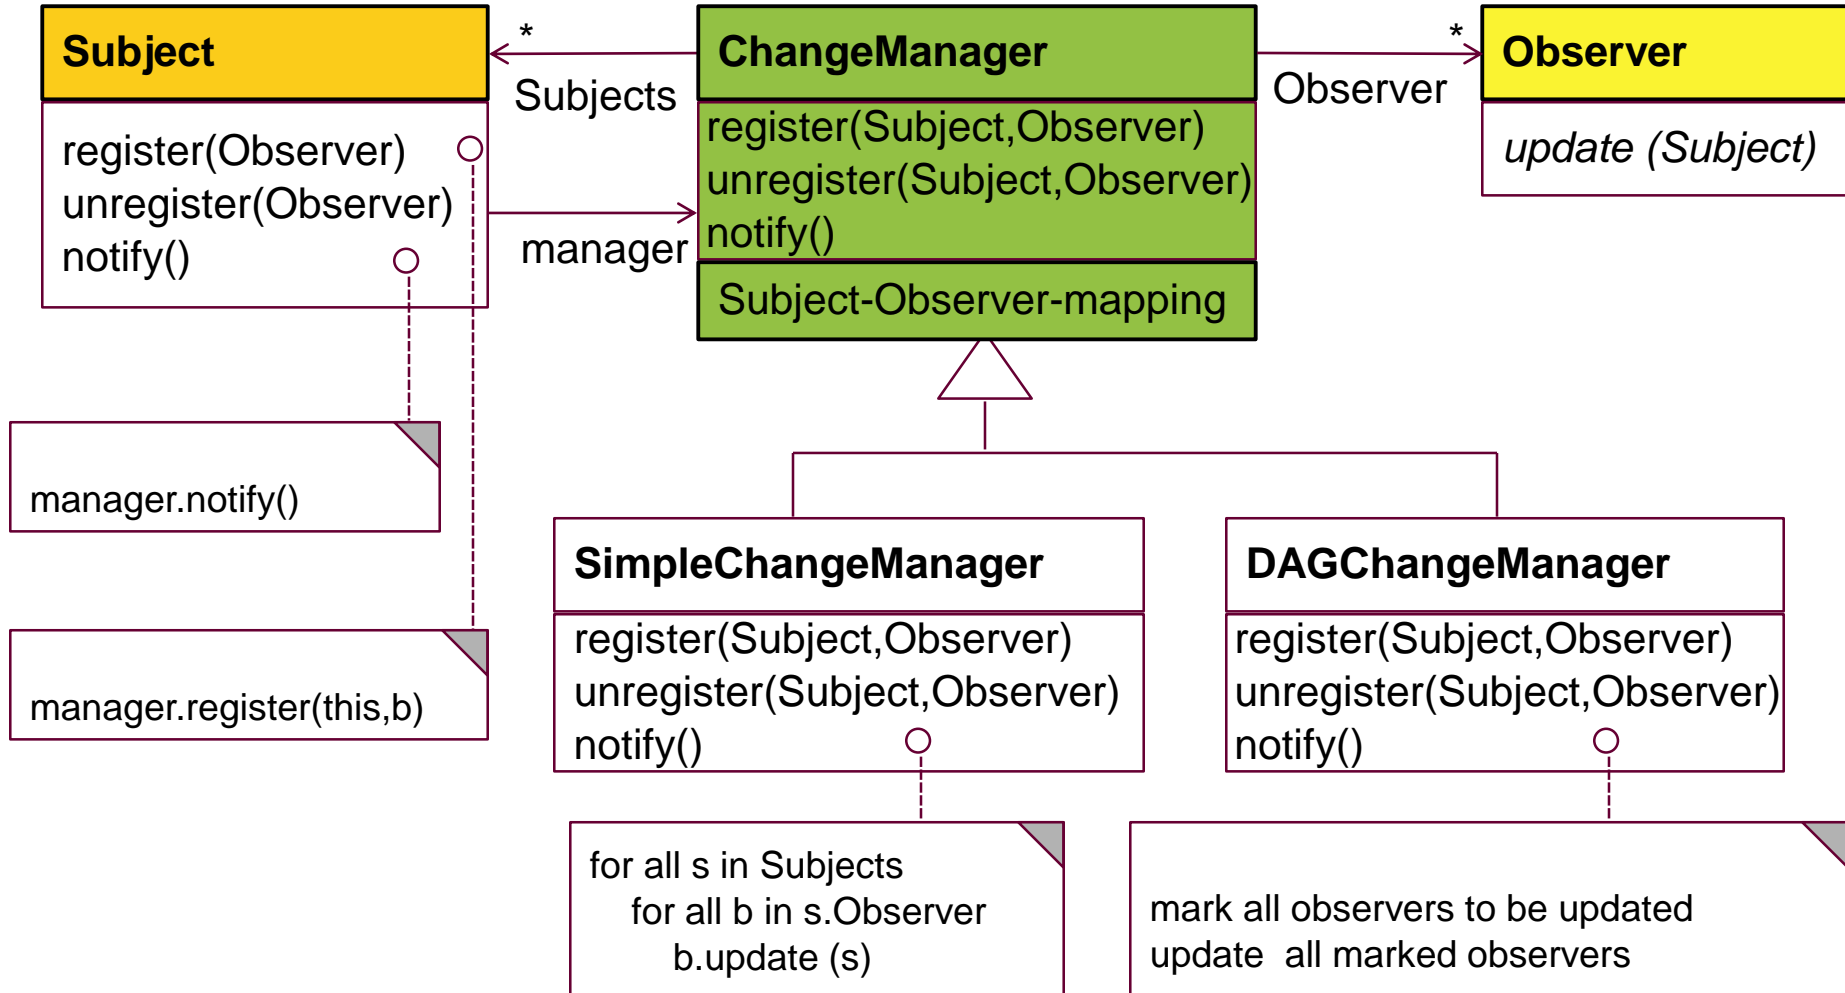 Subject
register(Observer)
unregister(Observer)
notify()
*
Subjects
manager
ChangeManager
register(Subject,Observer)
unregister(Subject,Observer)
notify()
Subject-Observer-mapping
*
Observer
Observer
update (Subject)
manager.notify()
manager.register(this,b)
SimpleChangeManager
register(Subject,Observer)
unregister(Subject,Observer)
notify()
for all s in Subjects
for all b in s.Observer
b.update (s)
DAGChangeManager
register(Subject,Observer)
unregister(Subject,Observer)
notify()
mark all observers to be updated
update  all marked observers